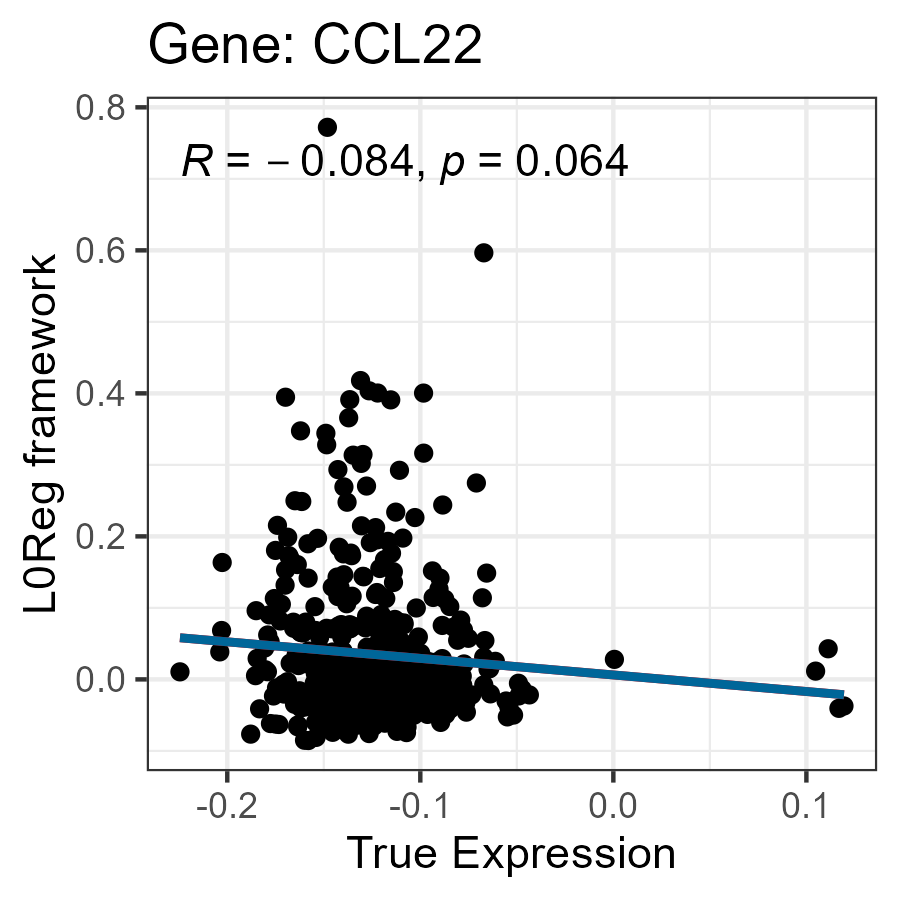 Gene: CCL22
R = − 0.084, p = 0.064
L0Reg framework
0.8
0.6
0.4
0.2
0.0
-0.2 -0.1 0.0 0.1
True Expression